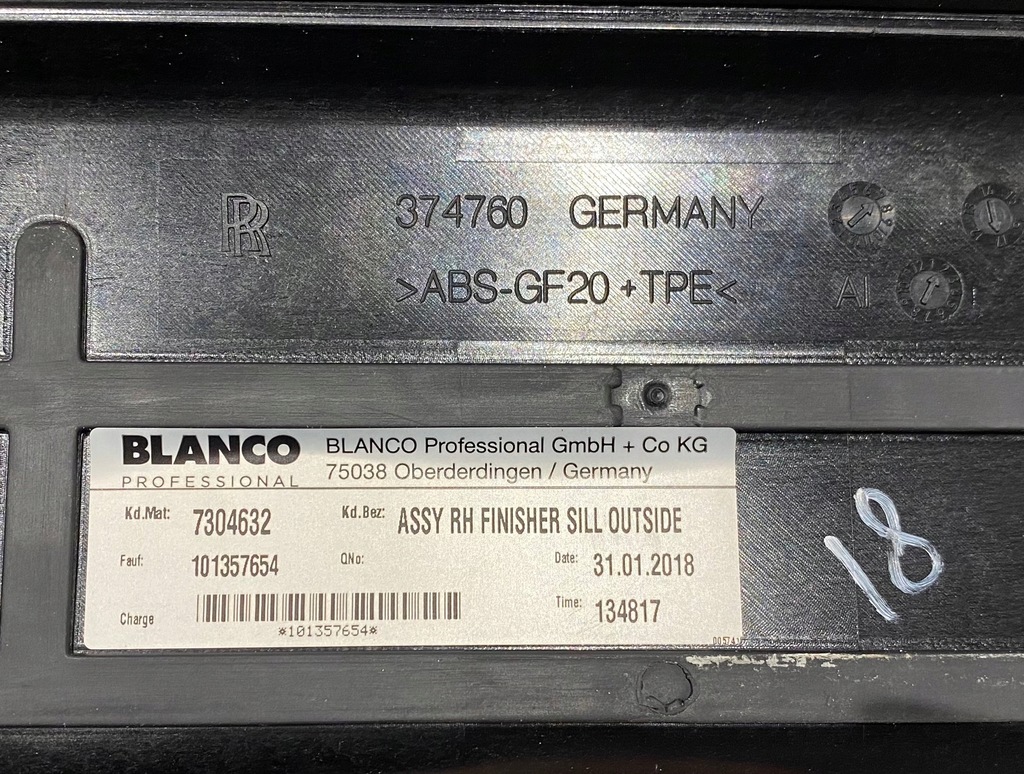 RR
374760 GERMANY
>ABS-GF20+TPE<
AI
BLANCO
PROFESSIONAL
BLANCO Professional GmbH + Co KG
75038 Oberderdingen / Germany
Kd.Mat: 7304632 Kd.Bez: ASSY RH FINISHER SILL OUTSIDE
Fauf: 101357654 QNo: Date: 31.01.2018
Charge Time: 134817
*101357654*
18